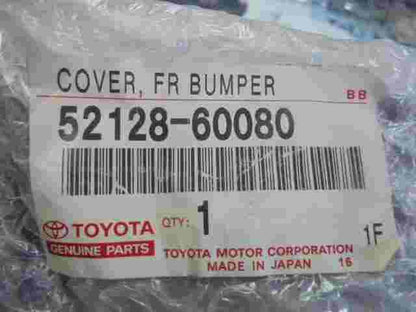 COVER, FR BUMPER
BB
52128-60080
TOYOTA QTY: 1
GENUINE PARTS
1F
TOYOTA MOTOR CORPORATION
MADE IN JAPAN 16